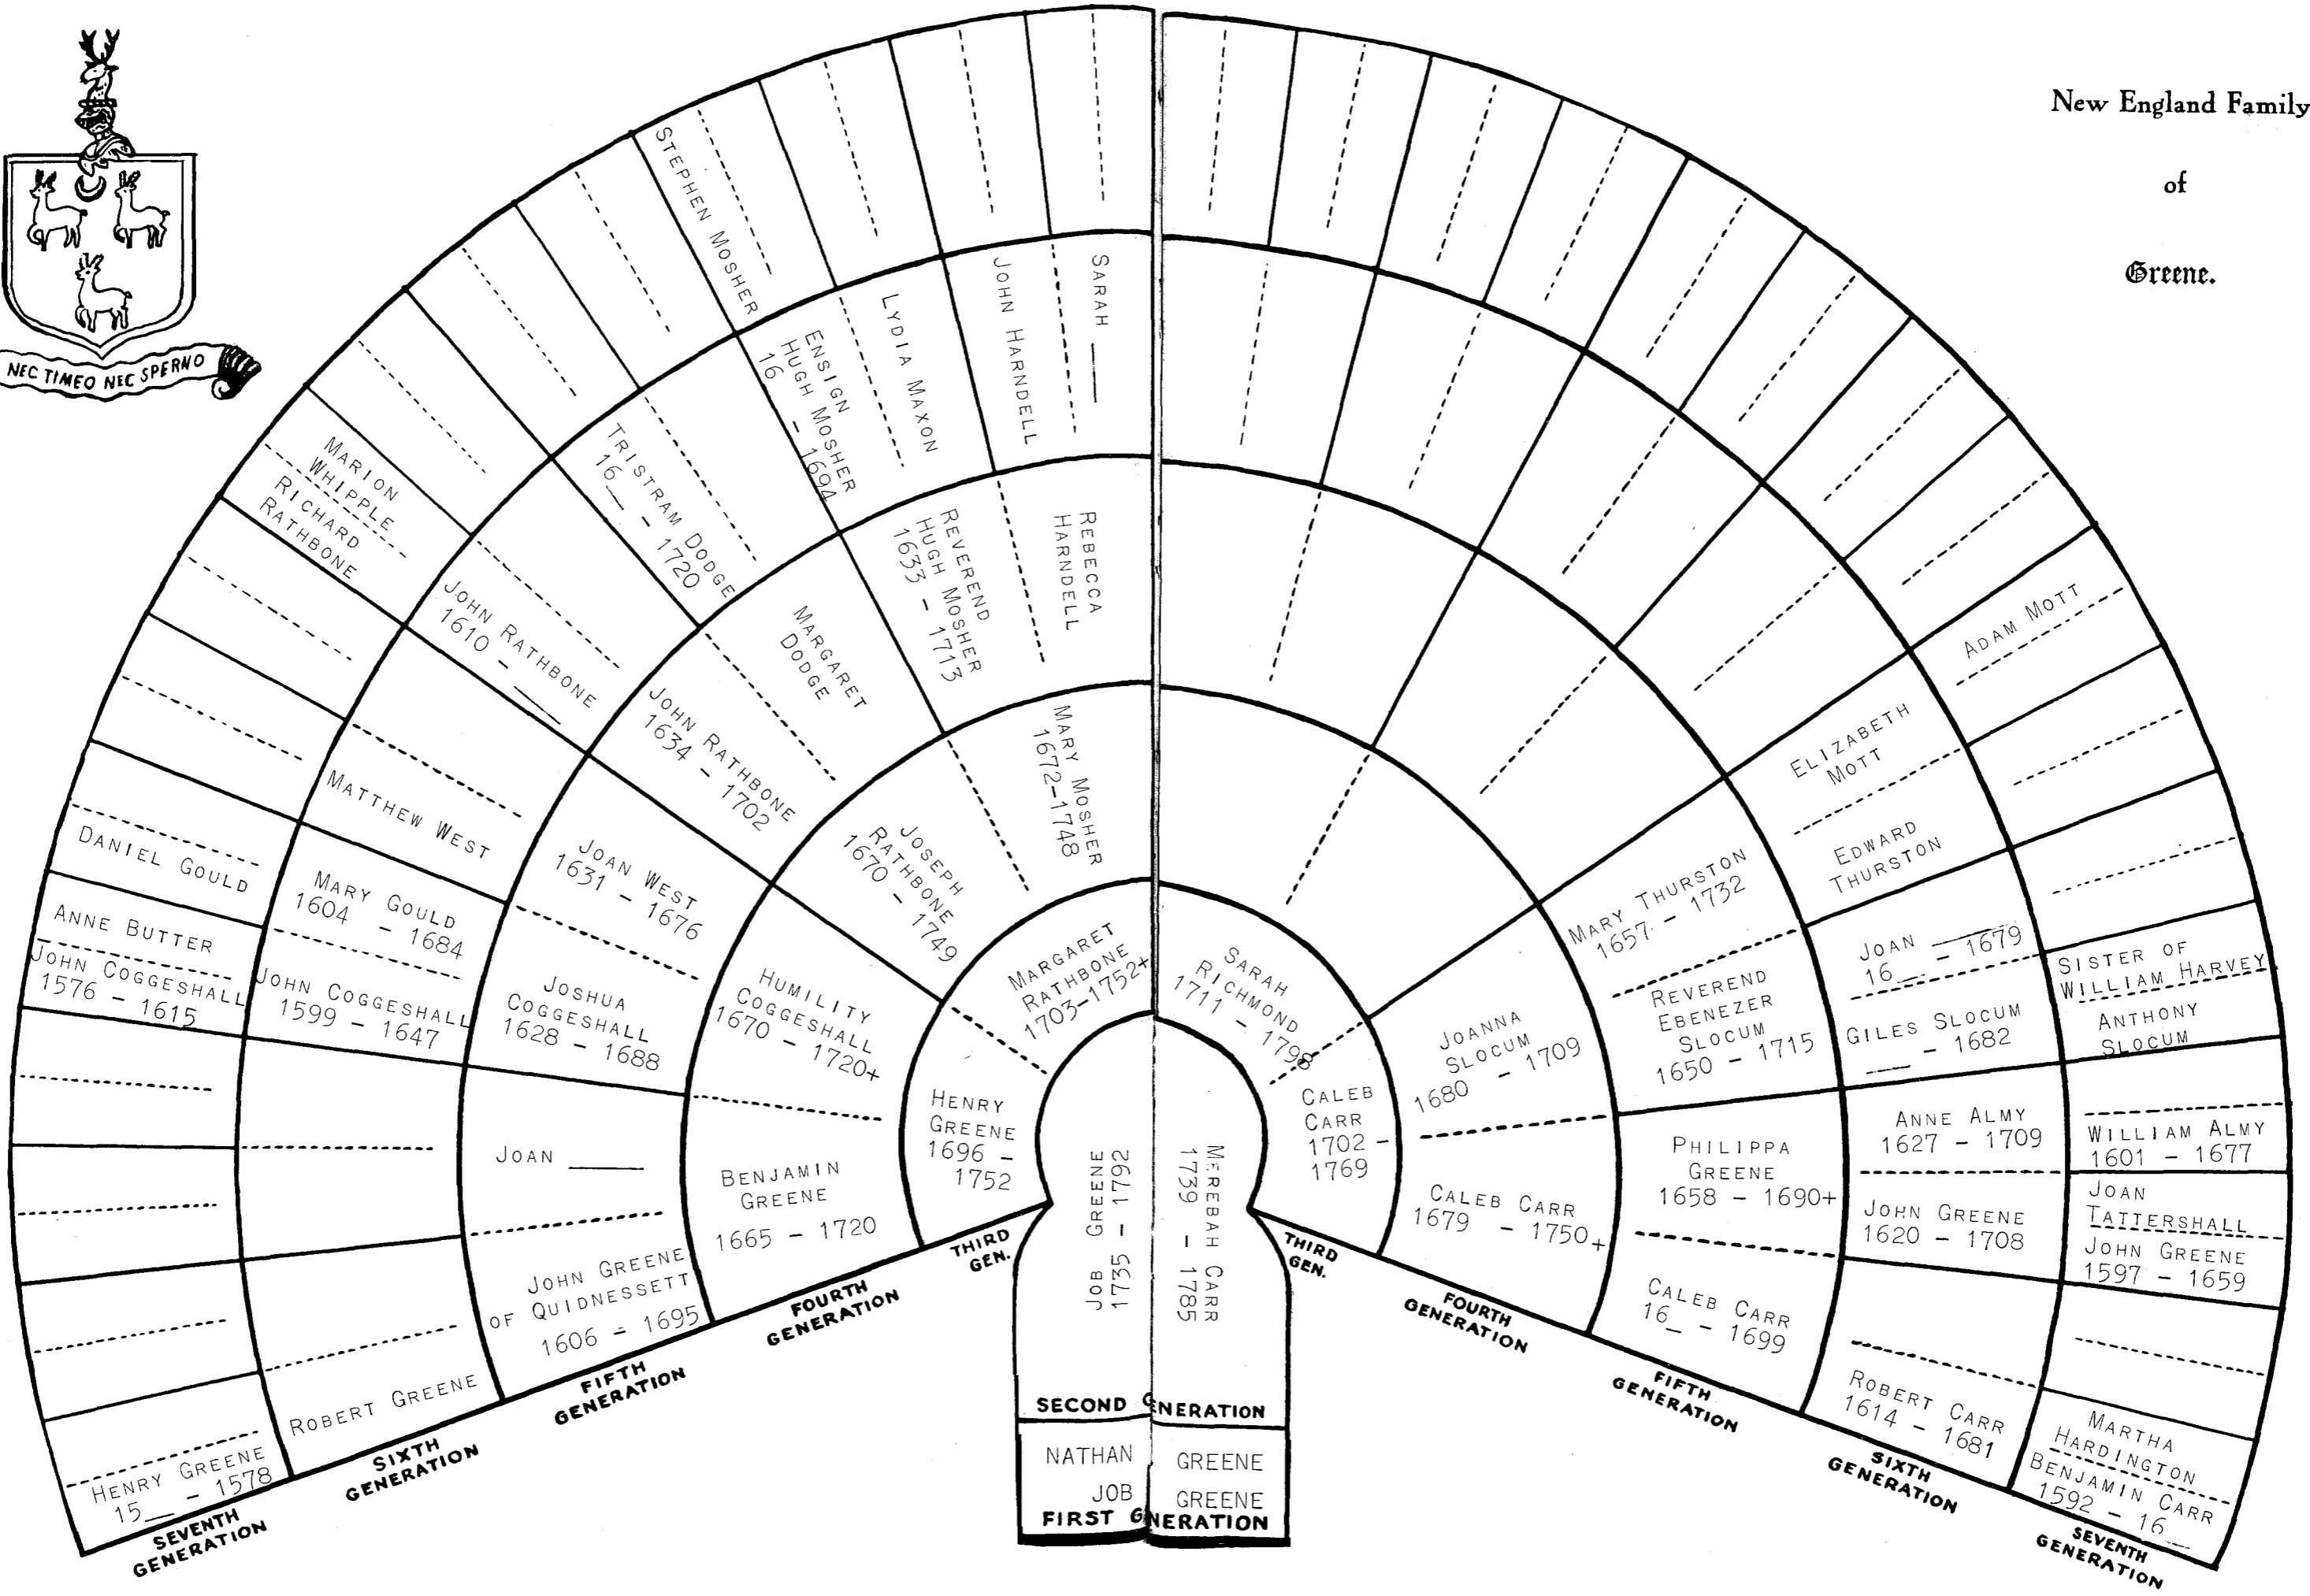 New England Family
of
Greene.
NEC TIMEO NEC SPERNO
NATHAN GREENE
JOB GREENE
FIRST GENERATION
SECOND GENERATION
JOB GREENE
1735 - 1792
MEREBAH CARR
1739 - 1785
THIRD
GEN.
HENRY
GREENE
1696 -
1752
MARGARET
RATHBONE
1703-1752+
SARAH
RICHMOND
1711 - 1798
CALEB
CARR
1702 -
1769
THIRD
GEN.
FOURTH
GENERATION
BENJAMIN
GREENE
1665 - 1720
HUMILITY
COGGESHALL
1670 - 1720+
JOSEPH
RATHBONE
1670 - 1749
MARY MOSHER
1672-1748
JOANNA
SLOCUM
1680 - 1709
CALEB CARR
1679 - 1750+
FOURTH
GENERATION
FIFTH
GENERATION
JOHN GREENE
OF QUIDNESSETT
1606 - 1695
JOAN ____
JOSHUA
COGGESHALL
1628 - 1688
JOAN WEST
1631 - 1676
JOHN RATHBONE
1634 - 1702
MARGARET
DODGE
REVEREND
HUGH MOSHER
1633 - 1713
REBECCA
HARNDELL
MARY THURSTON
1657 - 1732
REVEREND
EBENEZER
SLOCUM
1650 - 1715
PHILIPPA
GREENE
1658 - 1690+
CALEB CARR
16_ - 1699
FIFTH
GENERATION
SIXTH
GENERATION
ROBERT GREENE
JOHN COGGESHALL
1599 - 1647
MARY GOULD
1604 - 1684
MATTHEW WEST
JOHN RATHBONE
1610 - ____
TRISTRAM DODGE
16__ - 1720
ENSIGN
HUGH MOSHER
16 - 1694
LYDIA MAXON
JOHN HARNDELL
SARAH ____
ELIZABETH
MOTT
EDWARD
THURSTON
JOAN ____
16__ - 1679
GILES SLOCUM
____ - 1682
ANNE ALMY
1627 - 1709
JOHN GREENE
1620 - 1708
ROBERT CARR
1614 - 1681
SIXTH
GENERATION
SEVENTH
GENERATION
HENRY GREENE
15__ - 1578
JOHN COGGESHALL
1576 - 1615
ANNE BUTTER
DANIEL GOULD
RICHARD
RATHBONE
MARION
WHIPPLE
STEPHEN MOSHER
ADAM MOTT
SISTER OF
WILLIAM HARVEY
ANTHONY
SLOCUM
WILLIAM ALMY
1601 - 1677
JOAN
TATTERSHALL
JOHN GREENE
1597 - 1659
MARTHA
HARDINGTON
BENJAMIN CARR
1592 - 16__
SEVENTH
GENERATION